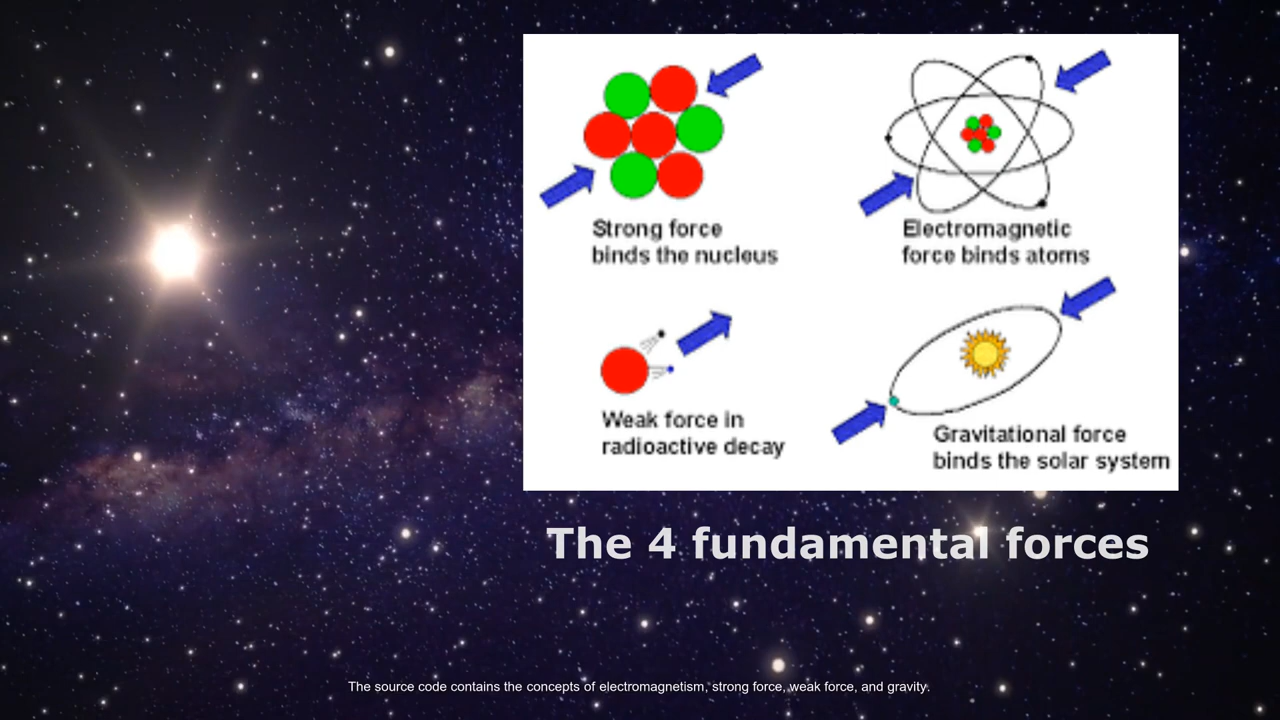 Strong force
binds the nucleus
Electromagnetic
force binds atoms
Weak force in
radioactive decay
Gravitational force
binds the solar system
The 4 fundamental forces
The source code contains the concepts of electromagnetism, strong force, weak force, and gravity.